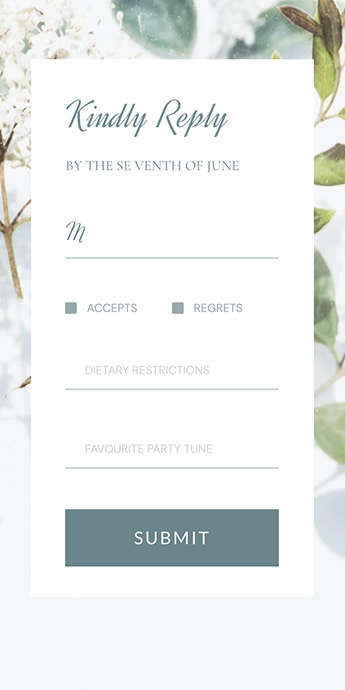 Kindly Reply
BY THE SE VENTH OF JUNE
M
ACCEPTS REGRETS
DIETARY RESTRICTIONS
FAVOURITE PARTY TUNE
SUBMIT